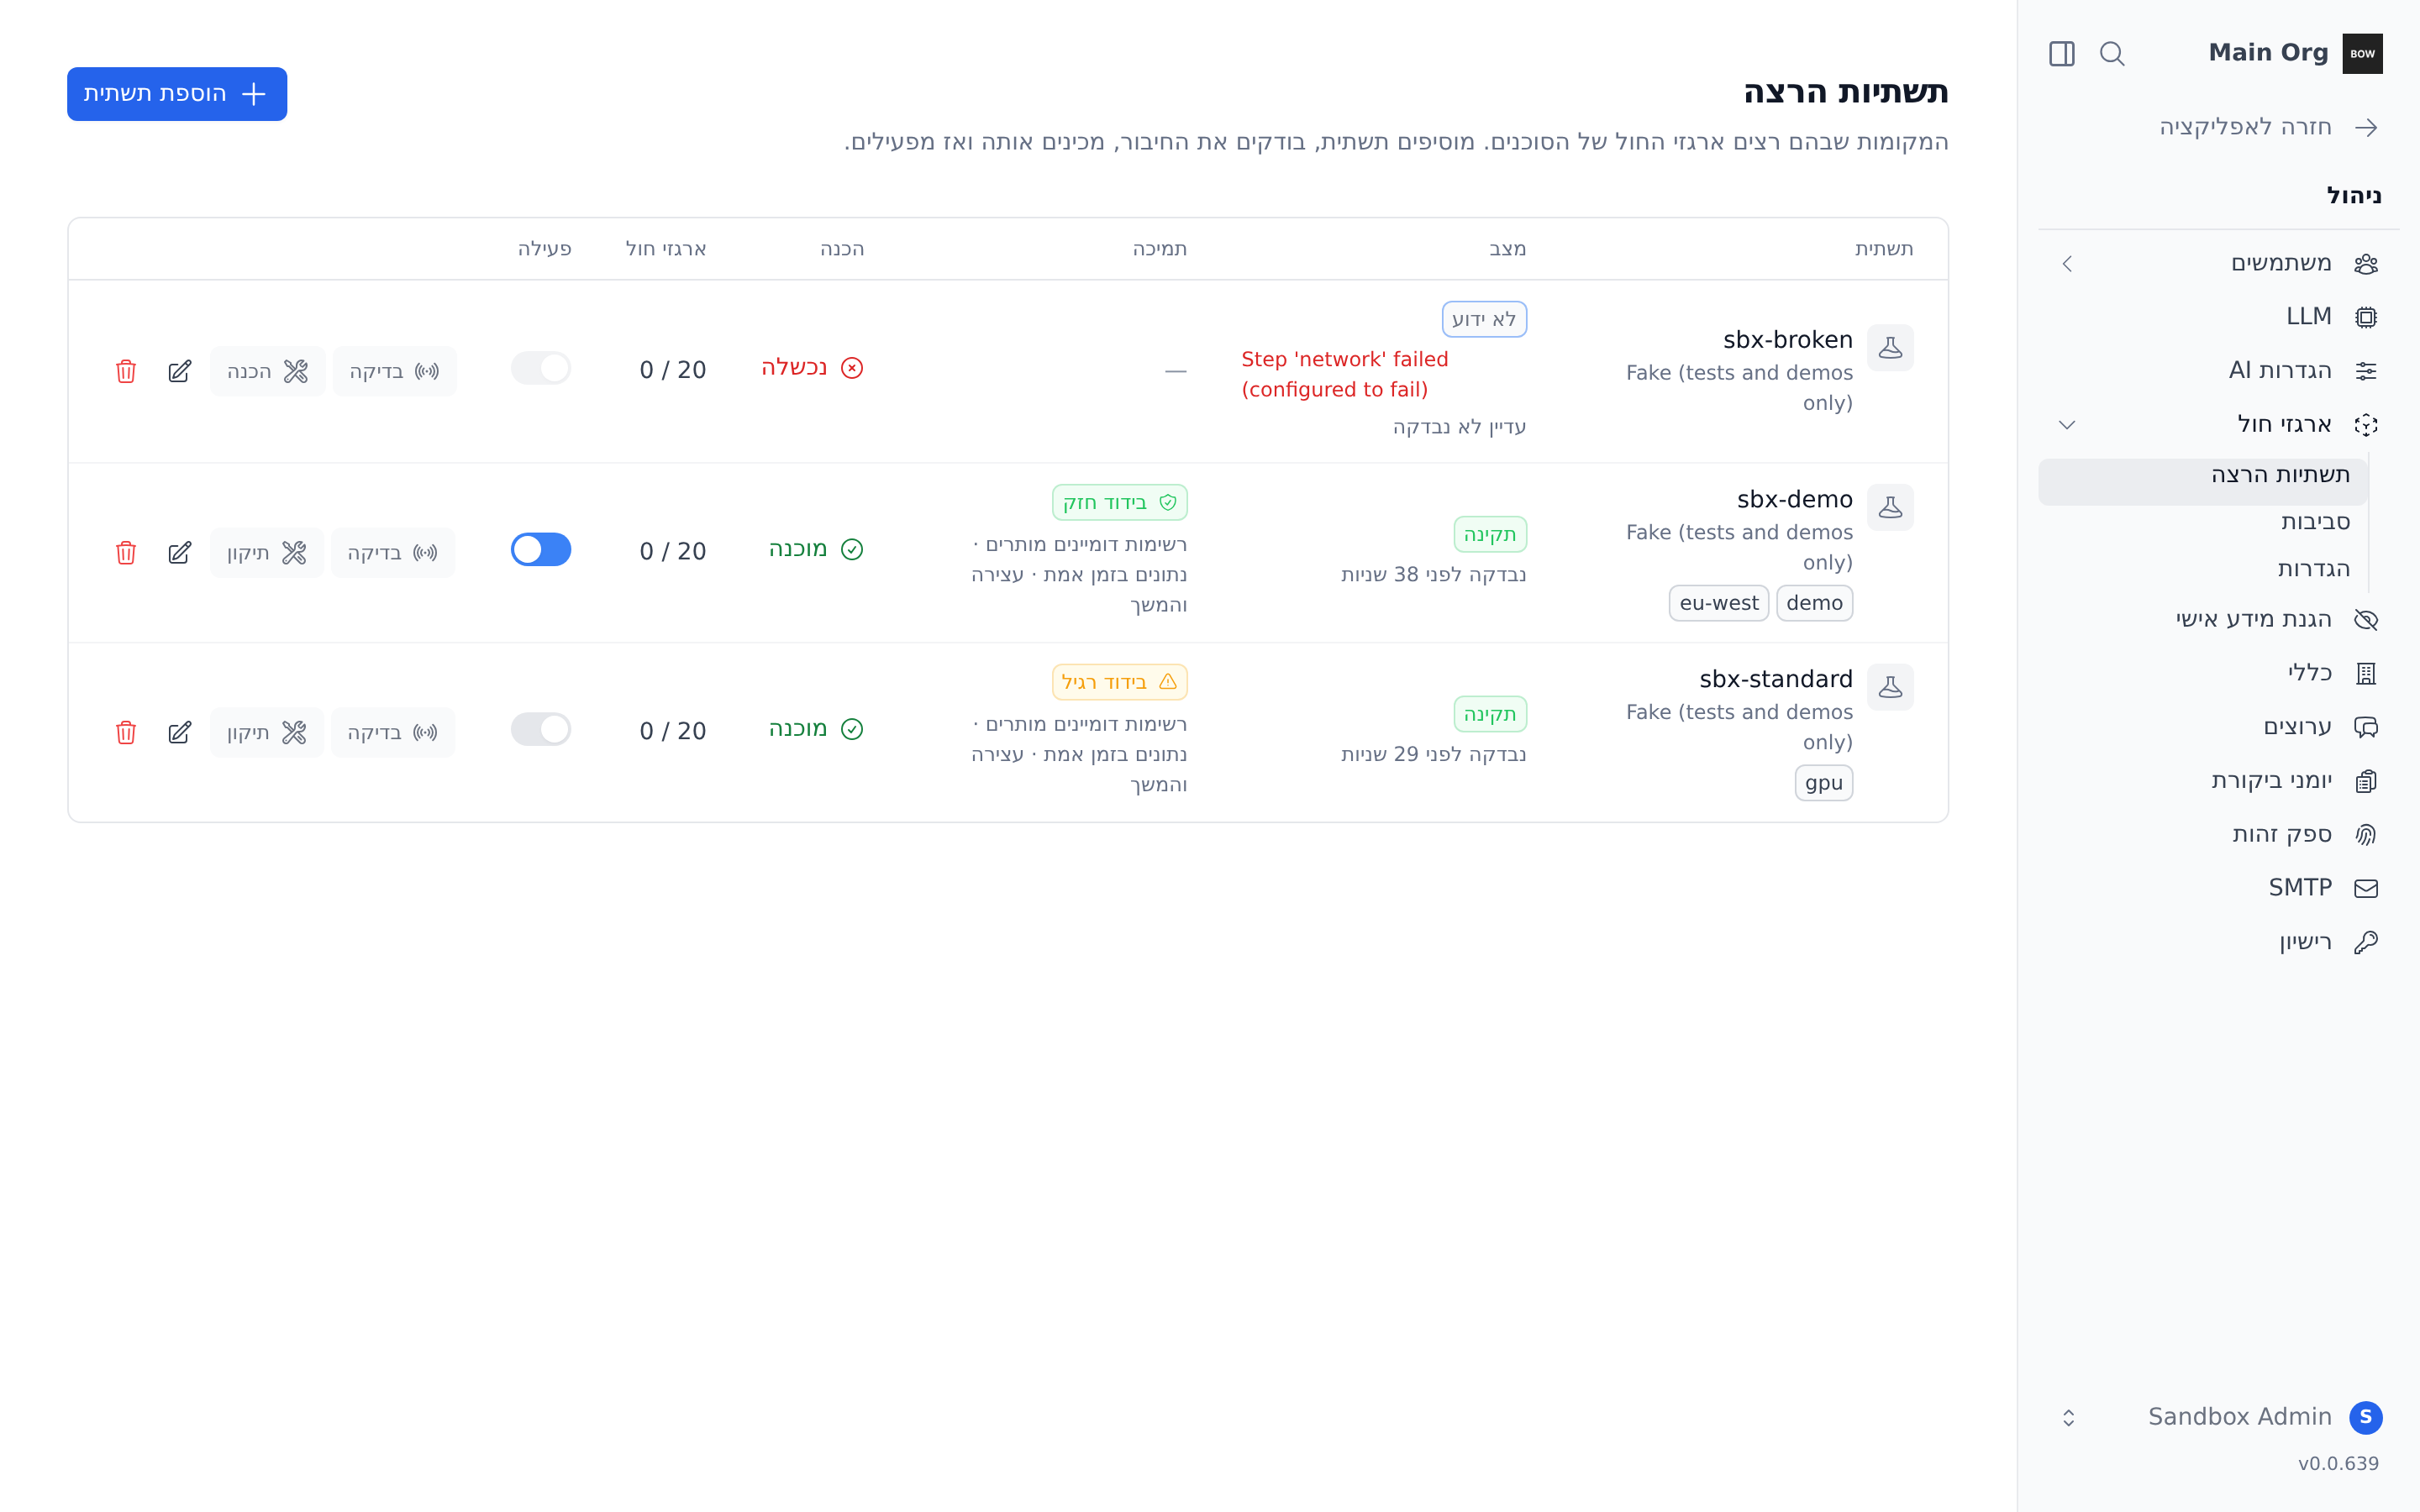 BOW
Main Org
חזרה לאפליקציה
ניהול
משתמשים
LLM
הגדרות AI
ארגזי חול
תשתיות הרצה
סביבות
הגדרות
הגנת מידע אישי
כללי
ערוצים
יומני ביקורת
ספק זהות
SMTP
רישיון
S
Sandbox Admin
v0.0.639
תשתיות הרצה
הוספת תשתית
המקומות שבהם רצים ארגזי החול של הסוכנים. מוסיפים תשתית, בודקים את החיבור, מכינים אותה ואז מפעילים.
תשתית מצב תמיכה הכנה ארגזי חול פעילה
sbx-broken
Fake (tests and demos
only)
לא ידוע
Step 'network' failed
(configured to fail)
עדיין לא נבדקה
—
נכשלה
0 / 20
בדיקה
הכנה
sbx-demo
Fake (tests and demos
only)
demo
eu-west
תקינה
נבדקה לפני 38 שניות
בידוד חזק
רשימות דומיינים מותרים ·
נתונים בזמן אמת · עצירה
והמשך
מוכנה
0 / 20
בדיקה
תיקון
sbx-standard
Fake (tests and demos
only)
gpu
תקינה
נבדקה לפני 29 שניות
בידוד רגיל
רשימות דומיינים מותרים ·
נתונים בזמן אמת · עצירה
והמשך
מוכנה
0 / 20
בדיקה
תיקון